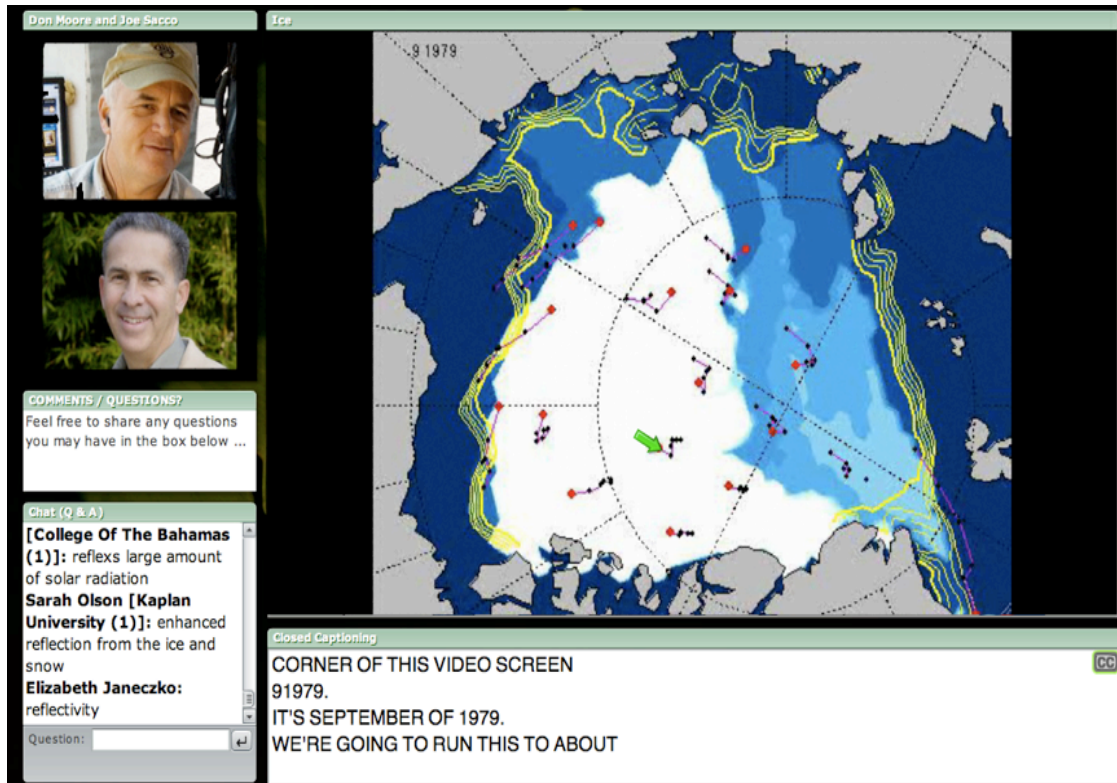 Don Moore and Joe Sacco
Ice
9 1979
COMMENTS / QUESTIONS?
Feel free to share any questions
you may have in the box below ...
Chat (Q & A)
[College Of The Bahamas
(1)]: reflexs large amount
of solar radiation
Sarah Olson [Kaplan
University (1)]: enhanced
reflection from the ice and
snow
Elizabeth Janeczko:
reflectivity
Question:
Closed Captioning
CORNER OF THIS VIDEO SCREEN
91979.
IT'S SEPTEMBER OF 1979.
WE'RE GOING TO RUN THIS TO ABOUT
CC